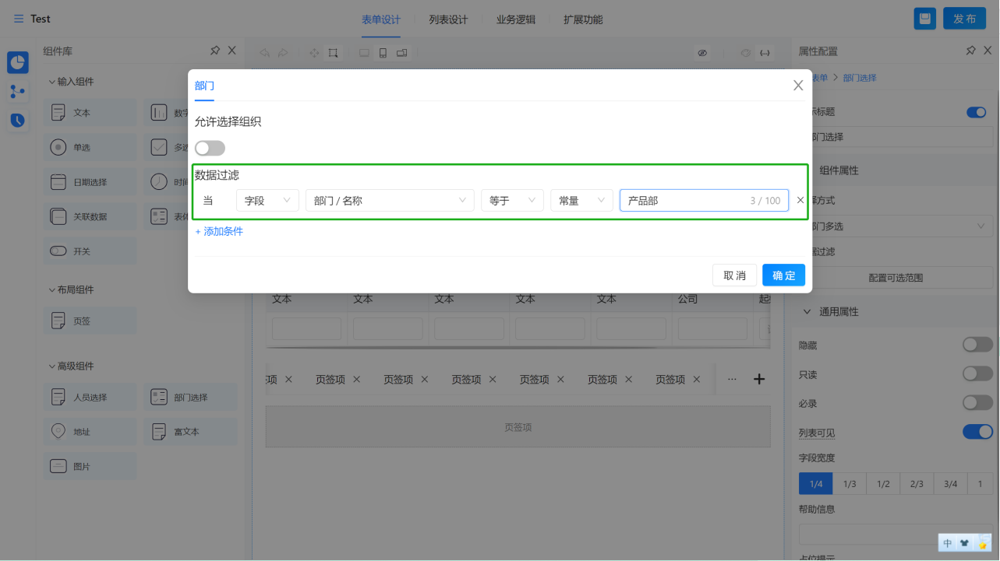 Test
表单设计
列表设计
业务逻辑
扩展功能
发布
组件库
输入组件
文本
单选
日期选择
时间
关联数据
开关
布局组件
页签
高级组件
人员选择
部门选择
地址
富文本
图片
部门
允许选择组织
数据过滤
当 字段 部门 / 名称 等于 常量 产品部 3 / 100
+ 添加条件
取消 确定
文本 文本 文本 文本 文本 公司
页签项 页签项 页签项 页签项 页签项 页签项 ...
页签项
属性配置
表单 > 部门选择
示标题
部门选择
组件属性
择方式
部门多选
据过滤
配置可选范围
通用属性
隐藏
只读
必录
列表可见
字段宽度
1/4 1/3 1/2 2/3 3/4 1
帮助信息
占位提示
中